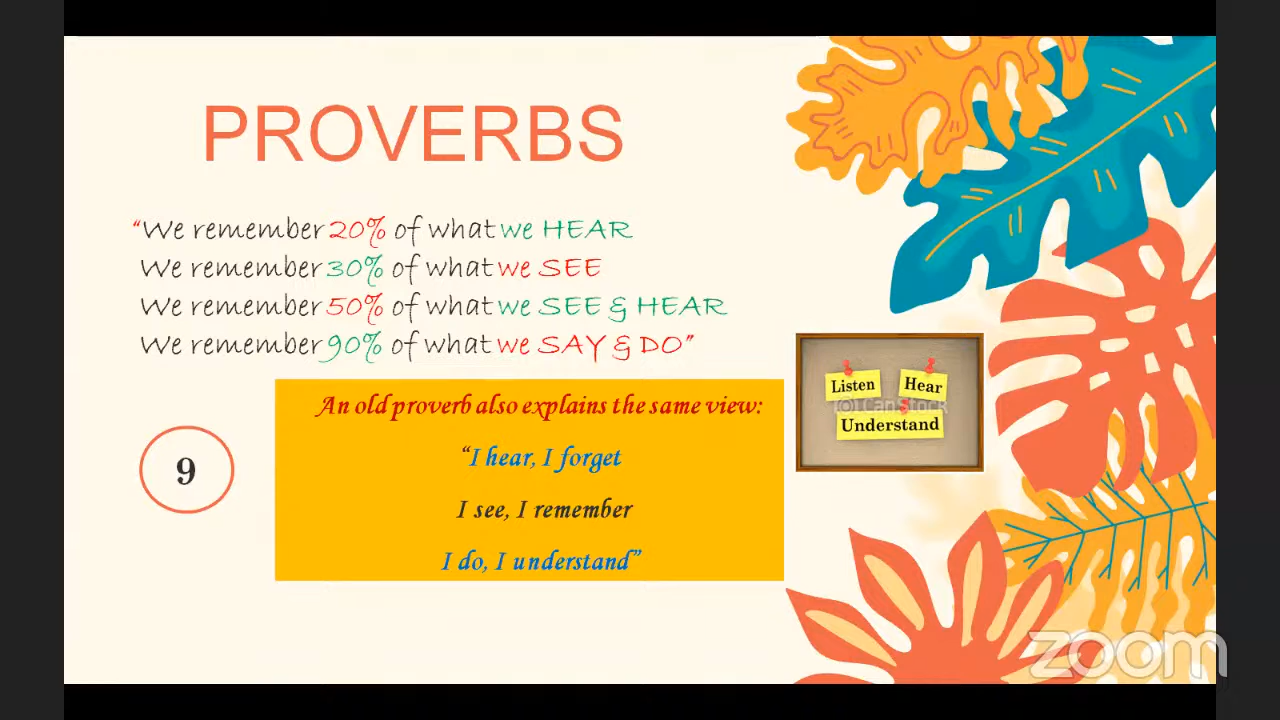 PROVERBS
“We remember 20% of what we HEAR
We remember 30% of what we SEE
We remember 50% of what we SEE & HEAR
We remember 90% of what we SAY & DO”
An old proverb also explains the same view:
“I hear, I forget
I see, I remember
I do, I understand”
9
Listen
Hear
© CanStock
Understand
zoom